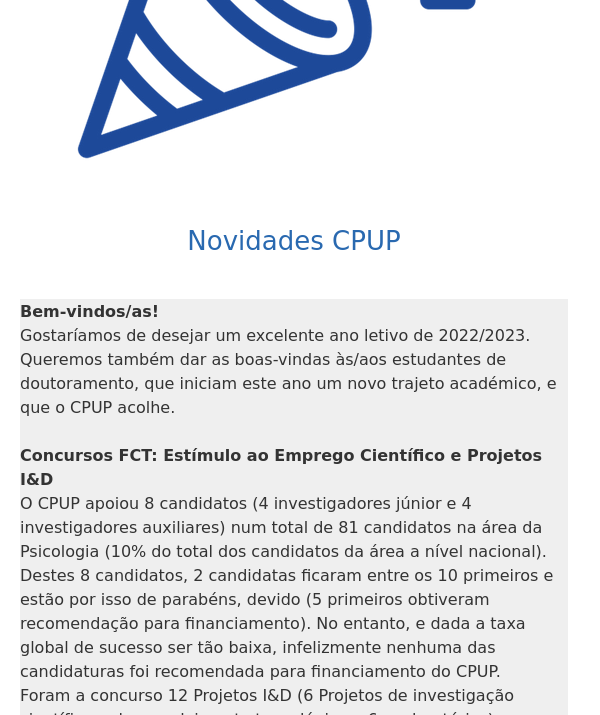 Novidades CPUP
Bem-vindos/as!
Gostaríamos de desejar um excelente ano letivo de 2022/2023.
Queremos também dar as boas-vindas às/aos estudantes de
doutoramento, que iniciam este ano um novo trajeto académico, e
que o CPUP acolhe.
Concursos FCT: Estímulo ao Emprego Científico e Projetos
I&D
O CPUP apoiou 8 candidatos (4 investigadores júnior e 4
investigadores auxiliares) num total de 81 candidatos na área da
Psicologia (10% do total dos candidatos da área a nível nacional).
Destes 8 candidatos, 2 candidatas ficaram entre os 10 primeiros e
estão por isso de parabéns, devido (5 primeiros obtiveram
recomendação para financiamento). No entanto, e dada a taxa
global de sucesso ser tão baixa, infelizmente nenhuma das
candidaturas foi recomendada para financiamento do CPUP.
Foram a concurso 12 Projetos I&D (6 Projetos de investigação